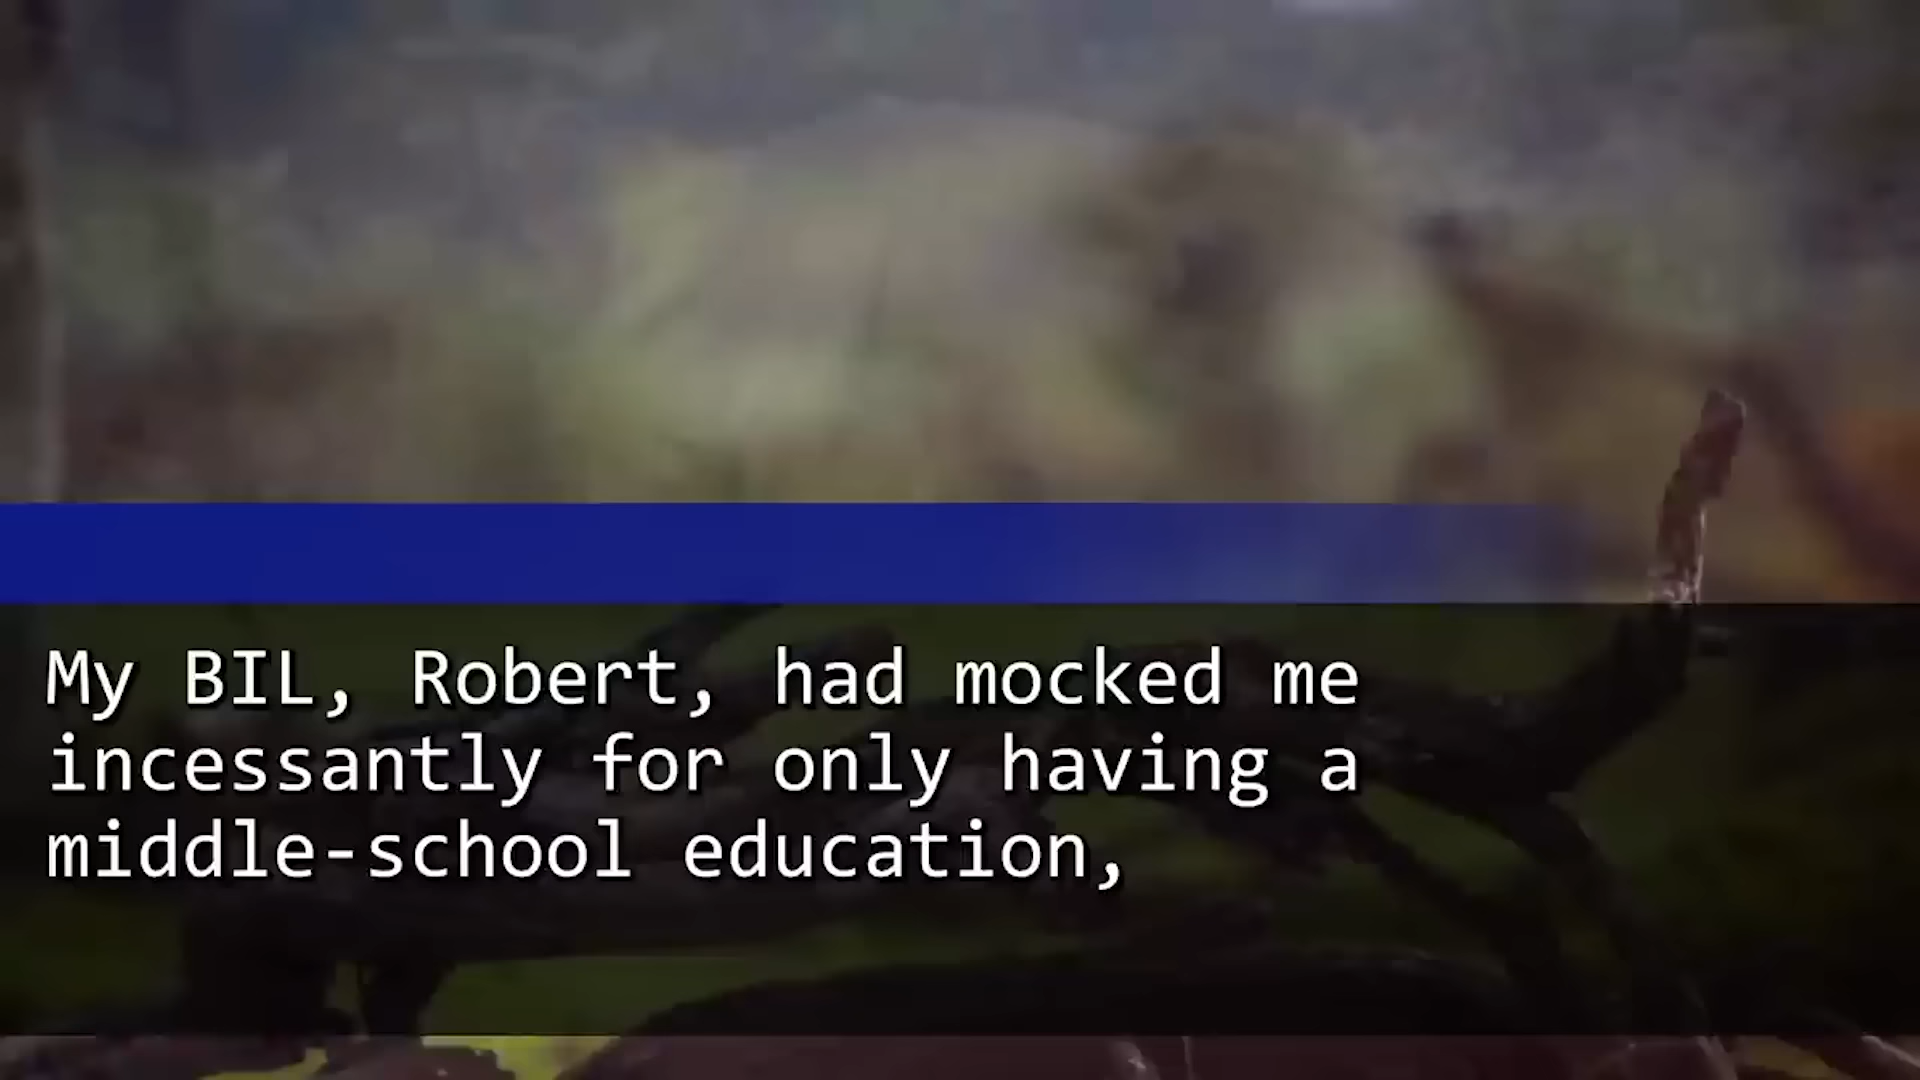 My BIL, Robert, had mocked me
incessantly for only having a
middle-school education,